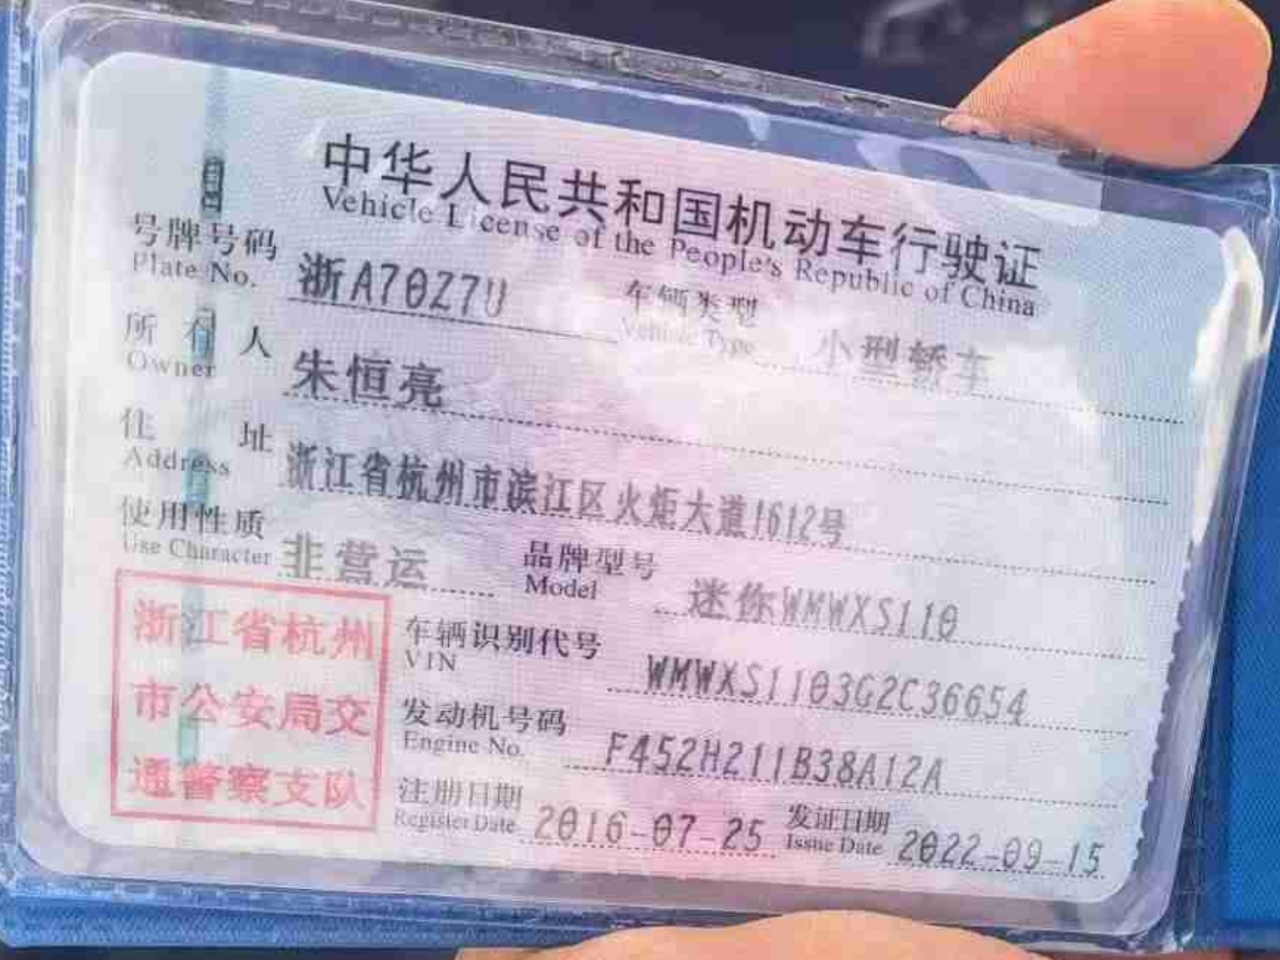 中华人民共和国机动车行驶证
Vehicle License of the People's Republic of China
号牌号码 浙A70Z7U 车辆类型 小型轿车
Plate No. Vehicle Type
所有人 朱恒亮
Owner
住址 浙江省杭州市滨江区火炬大道1612号
Address
使用性质 非营运 品牌型号 迷你WMWXS110
Use Character Model
浙江省杭州
市公安局交
通警察支队
车辆识别代号 WMWXS1103G2C36654
VIN
发动机号码 F452H211B38A12A
Engine No.
注册日期 2016-07-25 发证日期 2022-09-15
Register Date Issue Date